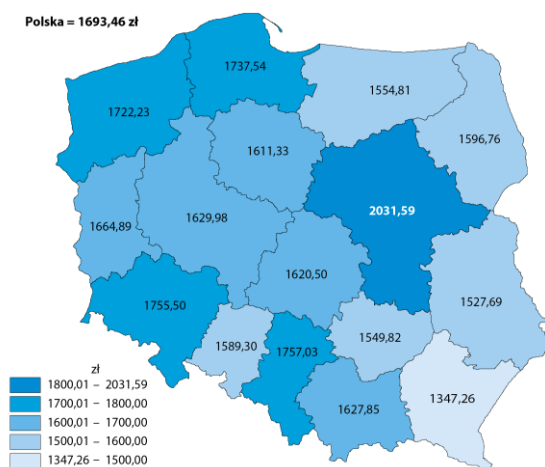 Polska = 1693,46 zł
1737,54
1722,23
1554,81
1596,76
1611,33
1664,89
1629,98
2031,59
1620,50
1755,50
1527,69
1589,30
1757,03
1549,82
1627,85
1347,26
zł
1800,01 – 2031,59
1700,01 – 1800,00
1600,01 – 1700,00
1500,01 – 1600,00
1347,26 – 1500,00